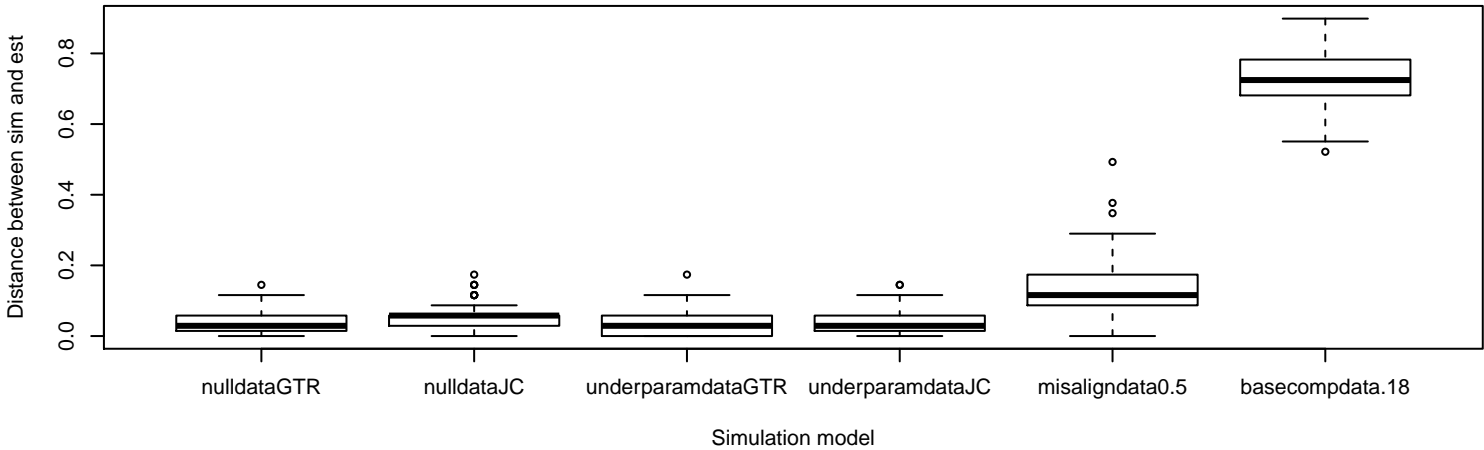 Distance between sim and est
0.8
0.6
0.4
0.2
0.0
nulldataGTR nulldataJC underparamdataGTR underparamdataJC misaligndata0.5 basecompdata.18
Simulation model